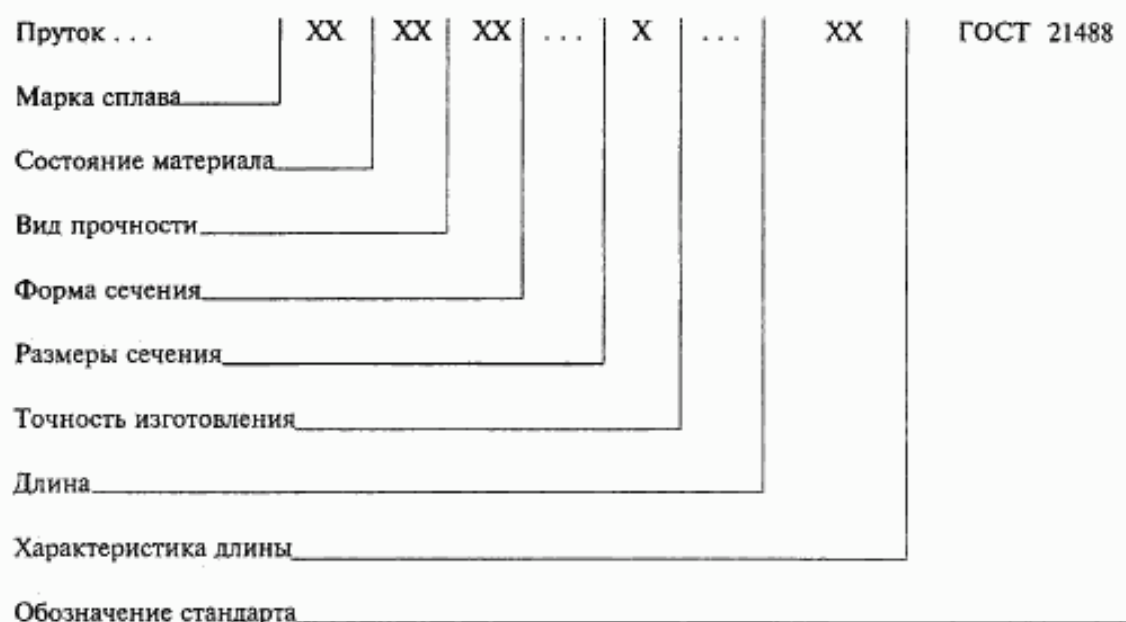 Пруток . . . XX XX XX . . . X . . . XX ГОСТ 21488
Марка сплава
Состояние материала
Вид прочности
Форма сечения
Размеры сечения
Точность изготовления
Длина
Характеристика длины
Обозначение стандарта